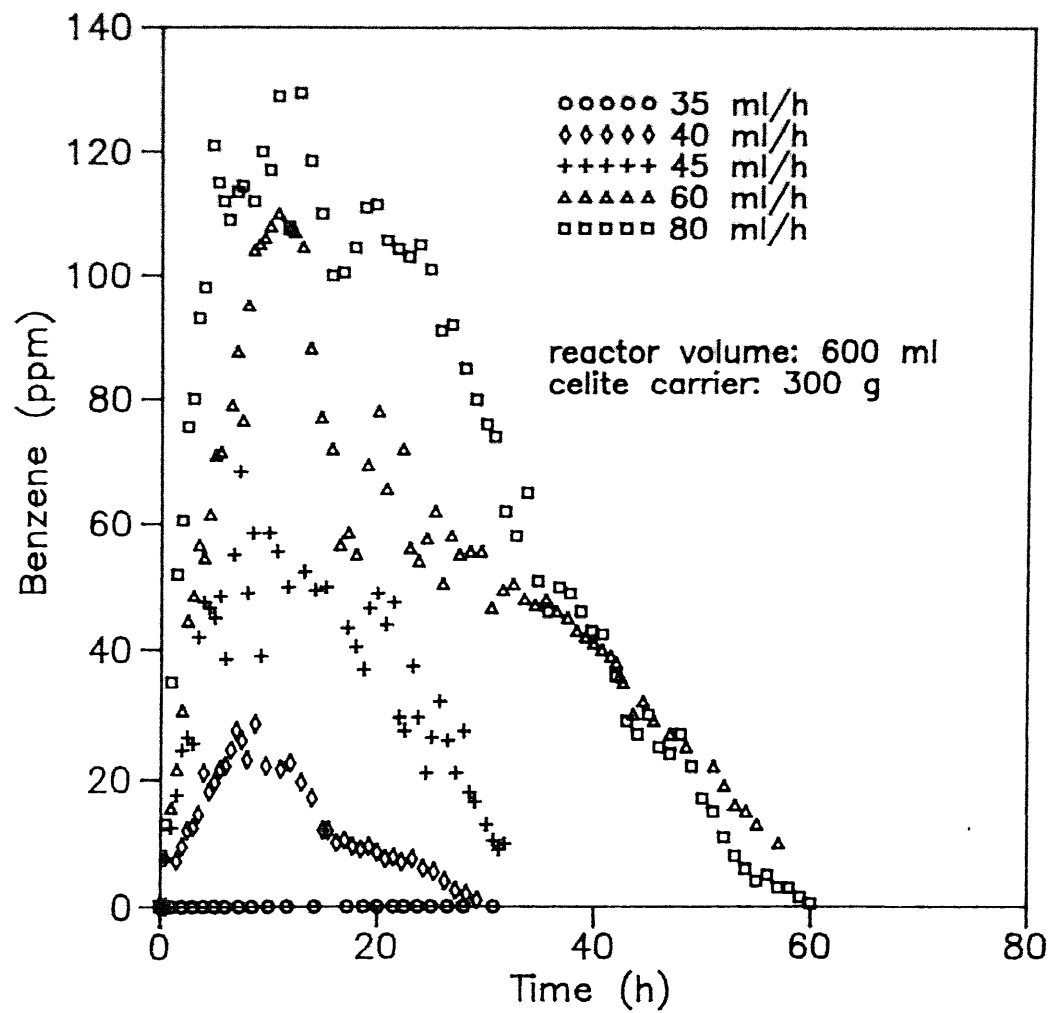 140
120
100
80
60
40
20
0
Benzene (ppm)
35 ml/h
40 ml/h
45 ml/h
60 ml/h
80 ml/h
reactor volume: 600 ml
celite carrier: 300 g
0 20 40 60 80
Time (h)